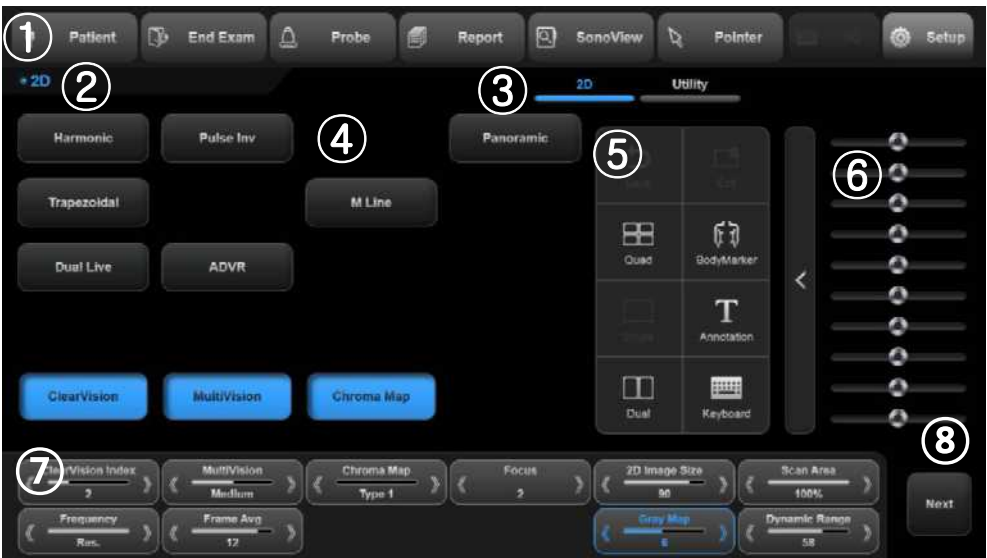 ① Patient End Exam Probe Report SonoView Pointer Setup
2D ② ③ 2D Utility
Harmonic Pulse Inv ④ Panoramic ⑤
⑥
Trapezoidal M Line
Quad BodyMarker
Dual Live ADVR
Annotation
ClearVision MultiVision Chroma Map
Dual Keyboard
⑧
⑦ ClearVision Index MultiVision Chroma Map Focus 2D Image Size Scan Area
2 Medium Type 1 2 90 100%
Next
Frequency Frame Avg Gray Map Dynamic Range
Res. 12 6 58